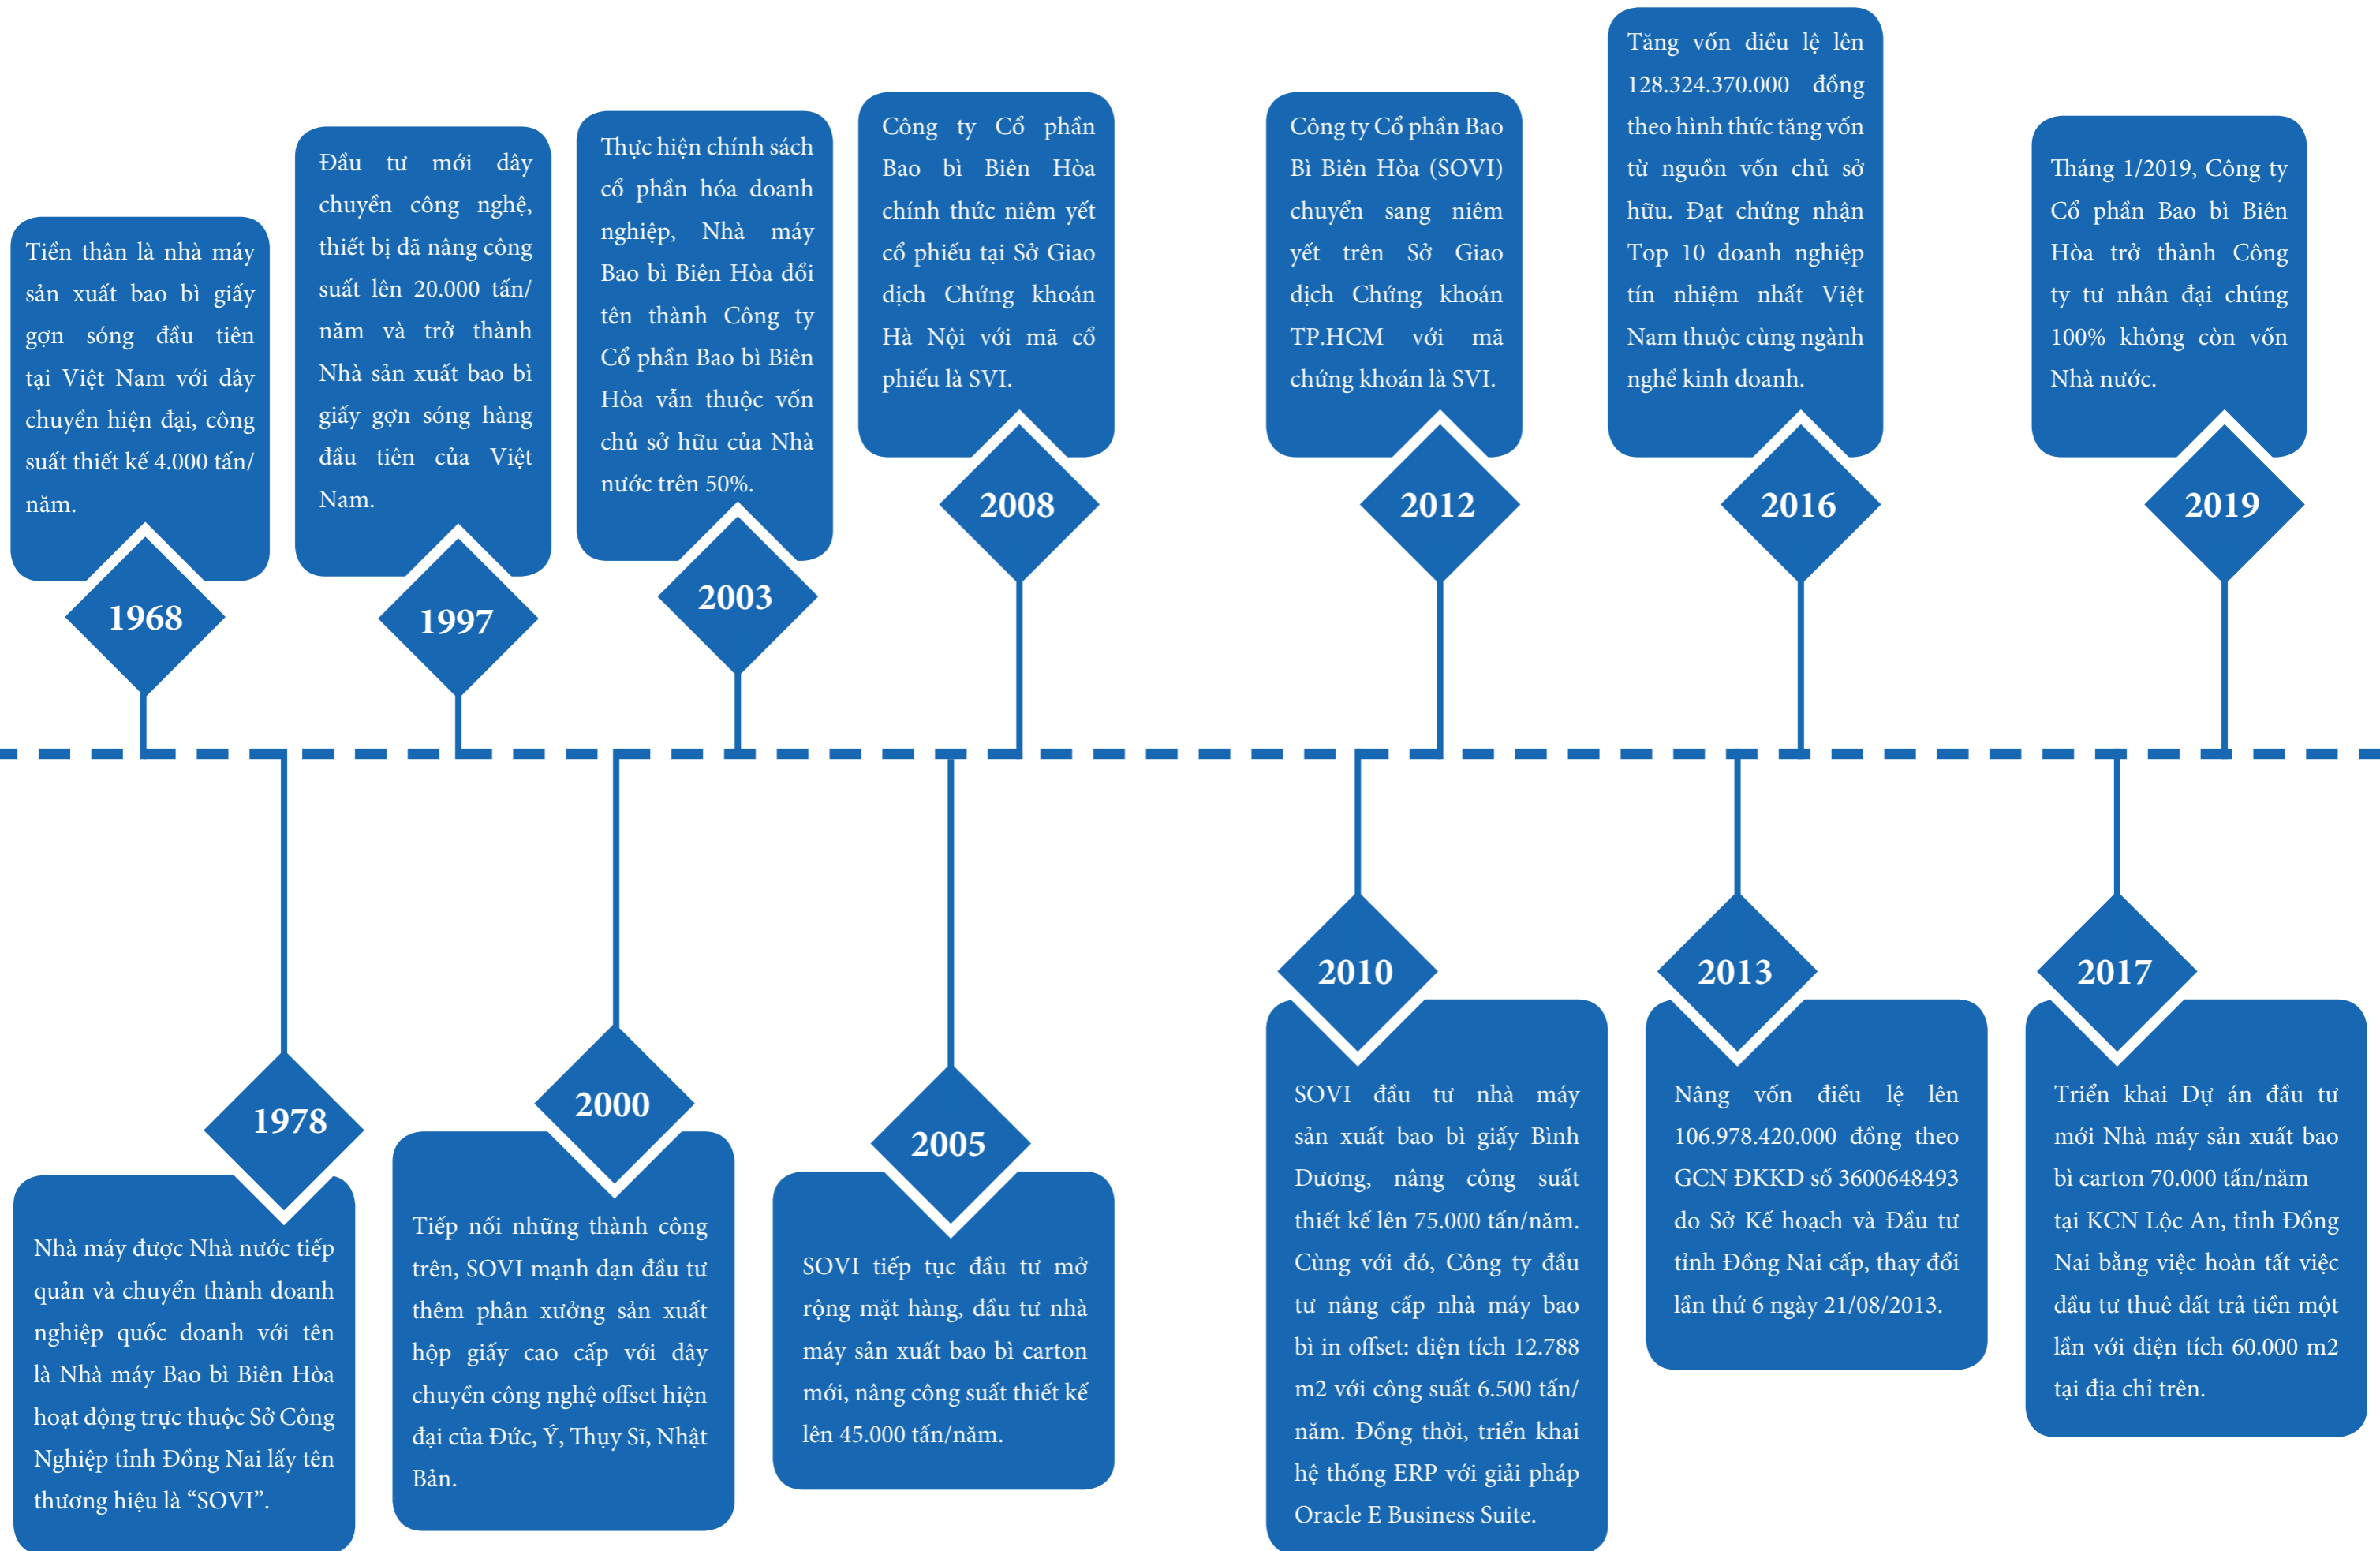 Tiền thân là nhà máy
sản xuất bao bì giấy
gợn sóng đầu tiên
tại Việt Nam với dây
chuyền hiện đại, công
suất thiết kế 4.000 tấn/
năm.
1968
Nhà máy được Nhà nước tiếp
quản và chuyển thành doanh
nghiệp quốc doanh với tên
là Nhà máy Bao bì Biên Hòa
hoạt động trực thuộc Sở Công
Nghiệp tỉnh Đồng Nai lấy tên
thương hiệu là “SOVI”.
1978
Đầu tư mới dây
chuyền công nghệ,
thiết bị đã nâng công
suất lên 20.000 tấn/
năm và trở thành
Nhà sản xuất bao bì
giấy gợn sóng hàng
đầu tiên của Việt
Nam.
1997
2000
Tiếp nối những thành công
trên, SOVI mạnh dạn đầu tư
thêm phân xưởng sản xuất
hộp giấy cao cấp với dây
chuyền công nghệ offset hiện
đại của Đức, Ý, Thụy Sĩ, Nhật
Bản.
Thực hiện chính sách
cổ phần hóa doanh
nghiệp, Nhà máy
Bao bì Biên Hòa đổi
tên thành Công ty
Cổ phần Bao bì Biên
Hòa vẫn thuộc vốn
chủ sở hữu của Nhà
nước trên 50%.
2003
2005
SOVI tiếp tục đầu tư mở
rộng mặt hàng, đầu tư nhà
máy sản xuất bao bì carton
mới, nâng công suất thiết kế
lên 45.000 tấn/năm.
Công ty Cổ phần
Bao bì Biên Hòa
chính thức niêm yết
cổ phiếu tại Sở Giao
dịch Chứng khoán
Hà Nội với mã cổ
phiếu là SVI.
2008
2010
SOVI đầu tư nhà máy
sản xuất bao bì giấy Bình
Dương, nâng công suất
thiết kế lên 75.000 tấn/năm.
Cùng với đó, Công ty đầu
tư nâng cấp nhà máy bao
bì in offset: diện tích 12.788
m2 với công suất 6.500 tấn/
năm. Đồng thời, triển khai
hệ thống ERP với giải pháp
Oracle E Business Suite.
Công ty Cổ phần Bao
Bì Biên Hòa (SOVI)
chuyển sang niêm
yết trên Sở Giao
dịch Chứng khoán
TP.HCM với mã
chứng khoán là SVI.
2012
2013
Nâng vốn điều lệ lên
106.978.420.000 đồng theo
GCN ĐKKD số 3600648493
do Sở Kế hoạch và Đầu tư
tỉnh Đồng Nai cấp, thay đổi
lần thứ 6 ngày 21/08/2013.
Tăng vốn điều lệ lên
128.324.370.000 đồng
theo hình thức tăng vốn
từ nguồn vốn chủ sở
hữu. Đạt chứng nhận
Top 10 doanh nghiệp
tín nhiệm nhất Việt
Nam thuộc cùng ngành
nghề kinh doanh.
2016
2017
Triển khai Dự án đầu tư
mới Nhà máy sản xuất bao
bì carton 70.000 tấn/năm
tại KCN Lộc An, tỉnh Đồng
Nai bằng việc hoàn tất việc
đầu tư thuê đất trả tiền một
lần với diện tích 60.000 m2
tại địa chỉ trên.
Tháng 1/2019, Công ty
Cổ phần Bao bì Biên
Hòa trở thành Công
ty tư nhân đại chúng
100% không còn vốn
Nhà nước.
2019